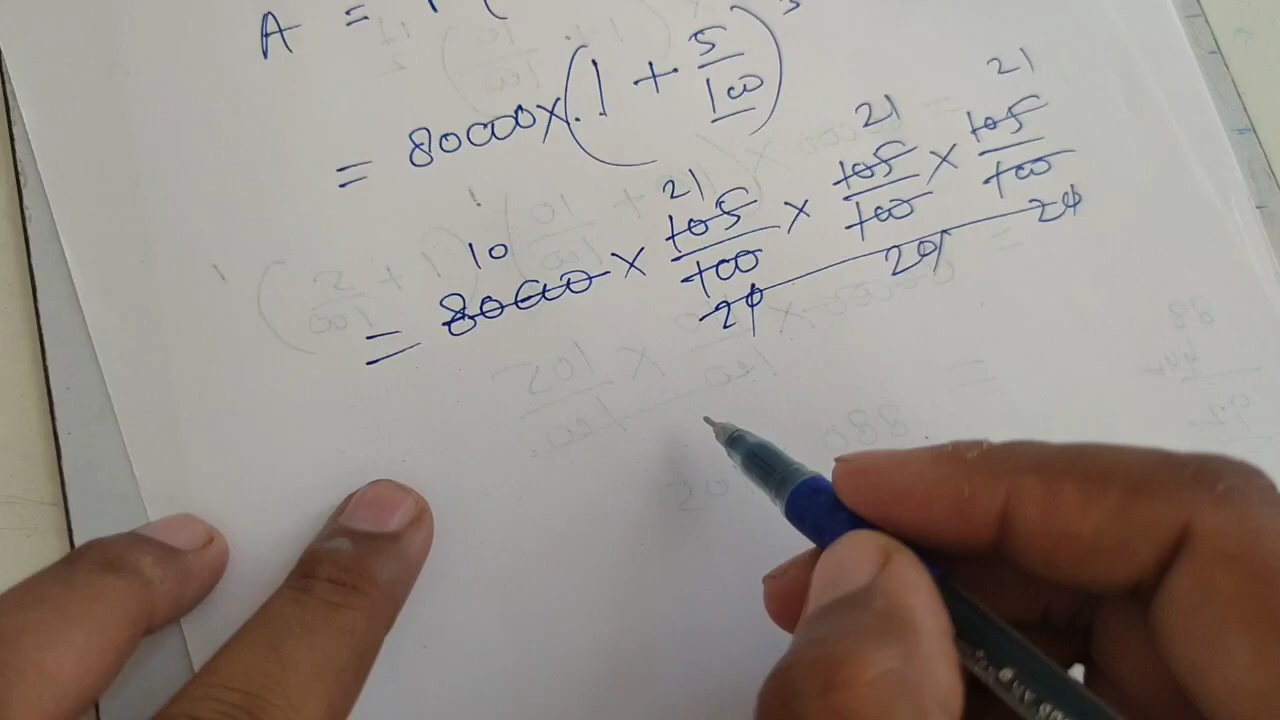 A = P(
= 80000 × (1 + 5/100)³
21 21 21
10
= 80000 × 105/100 × 105/100 × 105/100
20 20 20